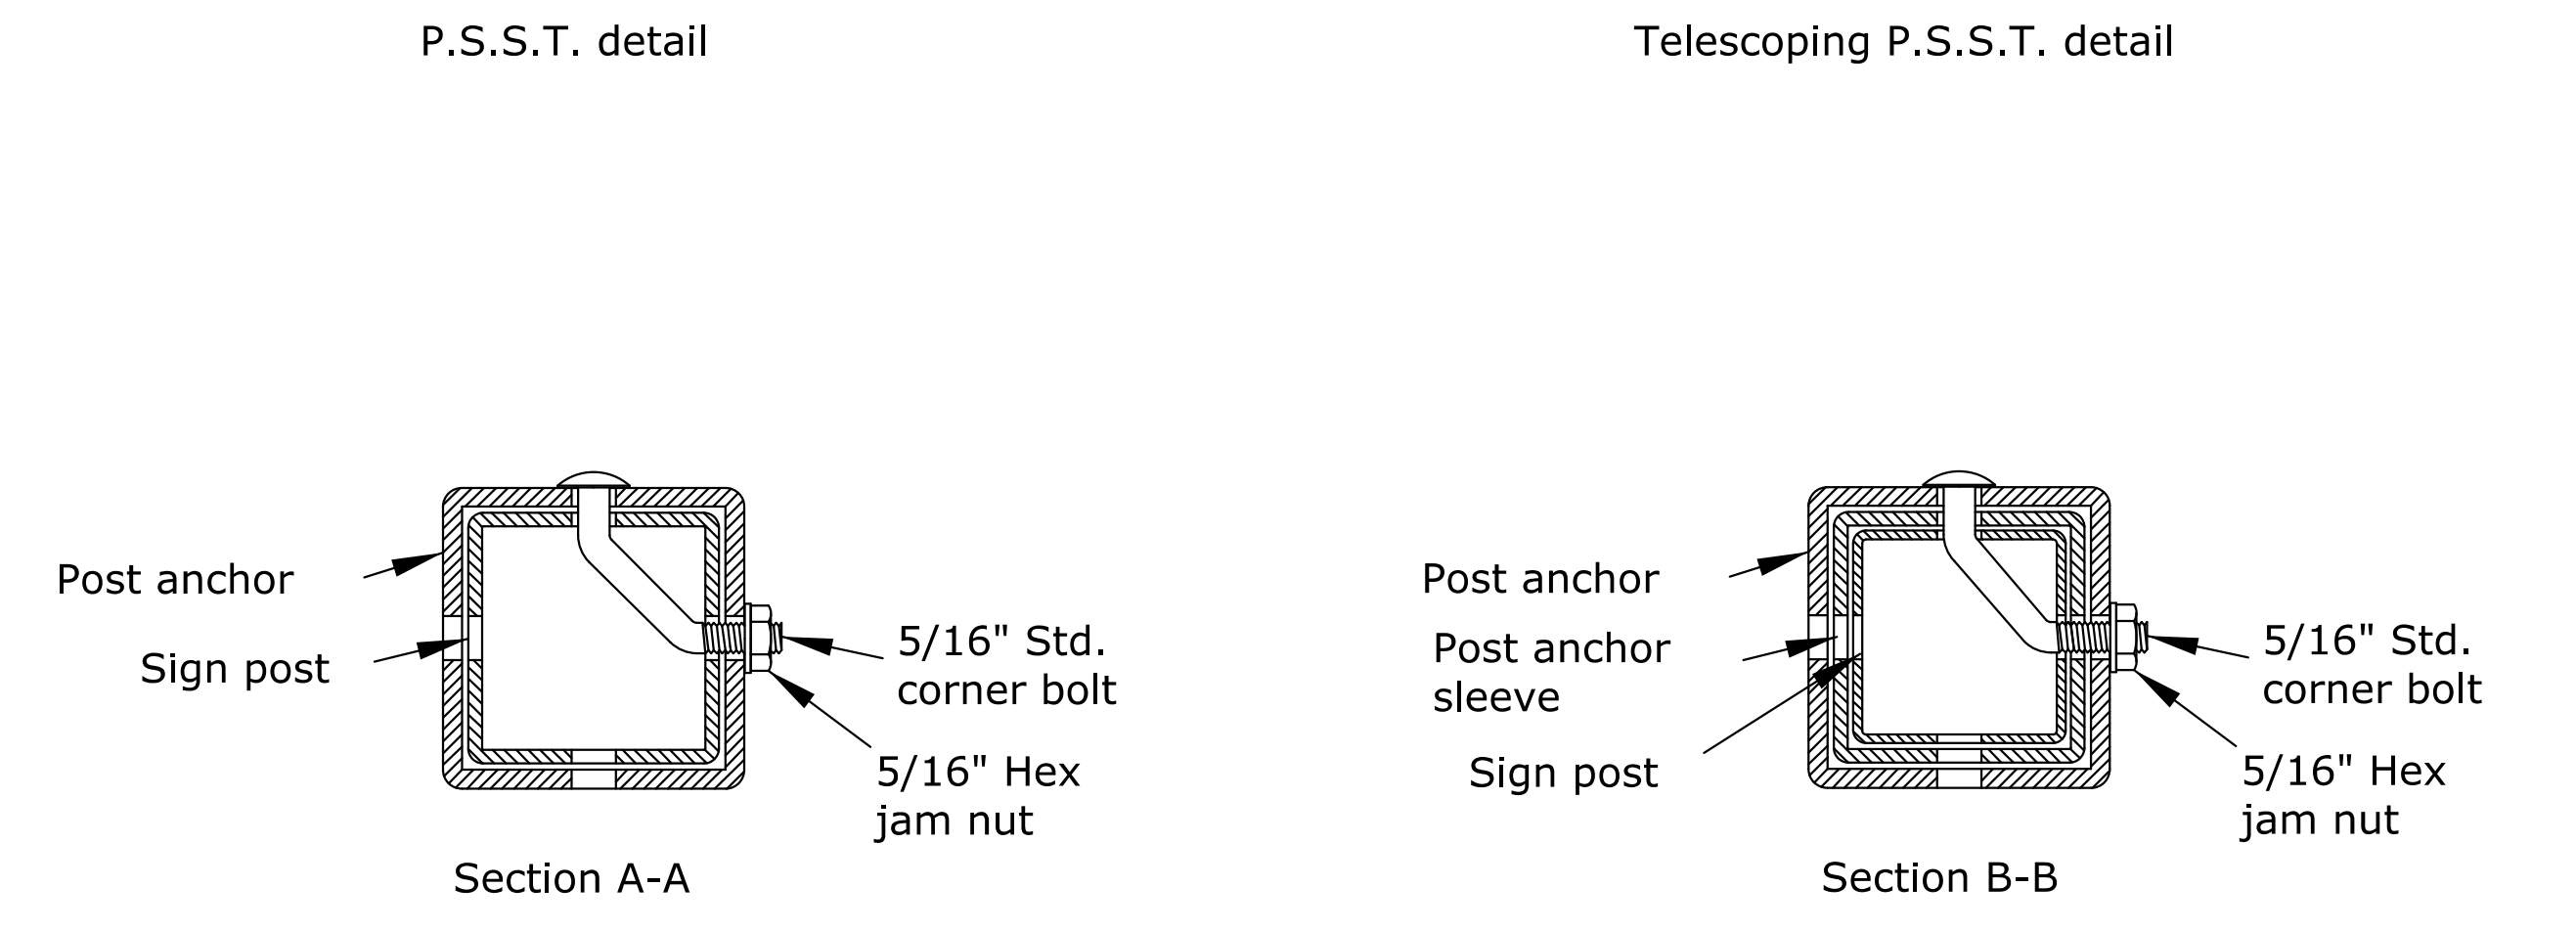 P.S.S.T. detail
Post anchor
Sign post
5/16" Std.
corner bolt
5/16" Hex
jam nut
Section A-A
Telescoping P.S.S.T. detail
Post anchor
Post anchor
sleeve
Sign post
5/16" Std.
corner bolt
5/16" Hex
jam nut
Section B-B